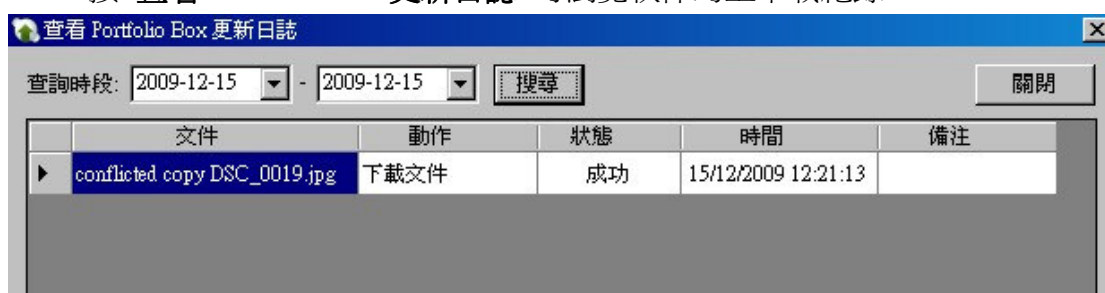 查看 Portfolio Box 更新日誌
查詢時段: 2009-12-15 - 2009-12-15 搜尋 關閉
文件 動作 狀態 時間 備注
conflicted copy DSC_0019.jpg 下載文件 成功 15/12/2009 12:21:13